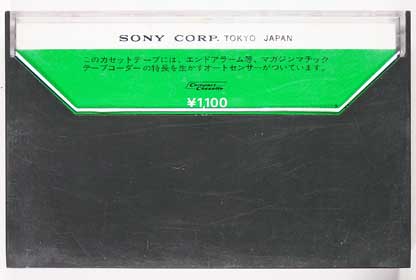 SONY CORP. TOKYO JAPAN
このカセットテープには、エンドアラーム等、マガジンマチック
テープコーダーの特長を生かすオートセンサーがついています。
Compact
Cassette
¥1,100